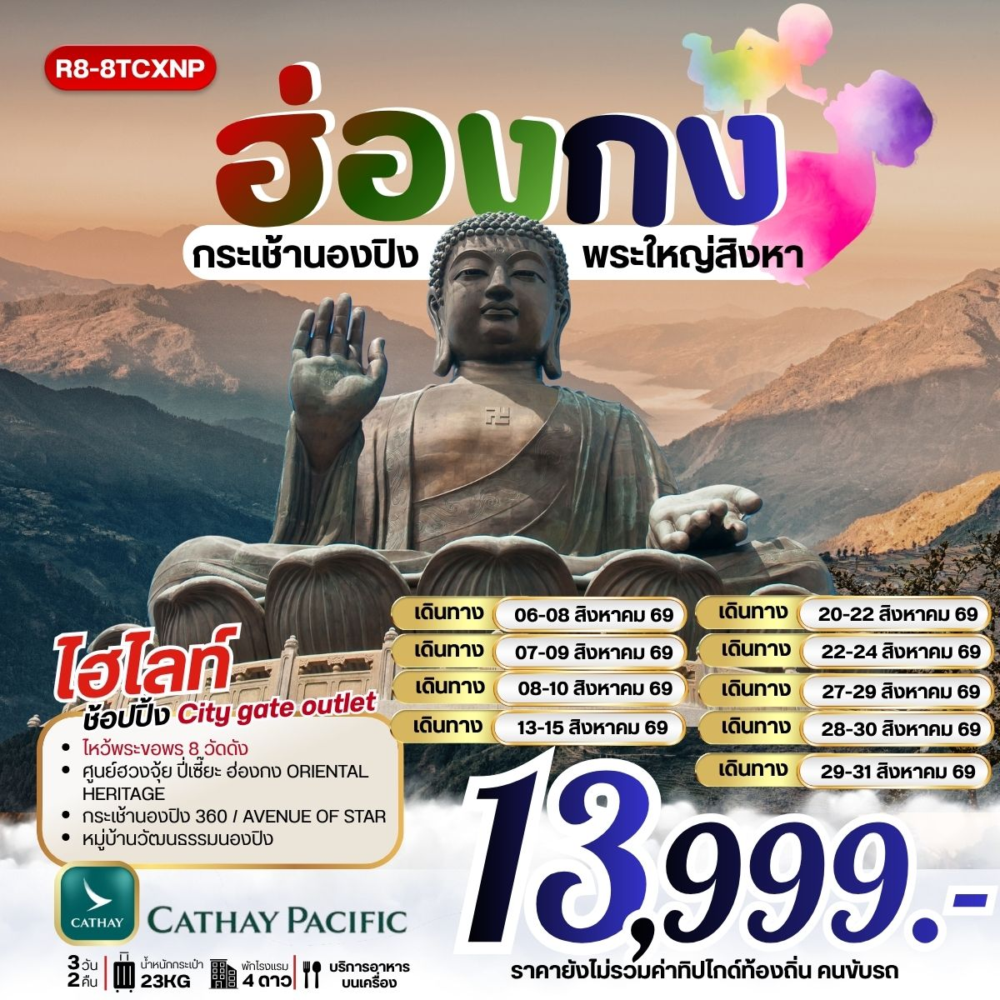 R8-8TCXNP
ฮ่องกง
กระเช้านองปิง พระใหญ่สิงหา
เดินทาง 06-08 สิงหาคม 69
เดินทาง 07-09 สิงหาคม 69
เดินทาง 08-10 สิงหาคม 69
เดินทาง 13-15 สิงหาคม 69
เดินทาง 20-22 สิงหาคม 69
เดินทาง 22-24 สิงหาคม 69
เดินทาง 27-29 สิงหาคม 69
เดินทาง 28-30 สิงหาคม 69
เดินทาง 29-31 สิงหาคม 69
ไฮไลท์
ช้อปปิ้ง City gate outlet
• ไหว้พระขอพร 8 วัดดัง
• ศูนย์ฮวงจุ้ย ปี่เซี๊ยะ ฮ่องกง ORIENTAL
HERITAGE
• กระเช้านองปิง 360 / AVENUE OF STAR
• หมู่บ้านวัฒนธรรมนองปิง
13,999.-
ราคายังไม่รวมค่าทิปไกด์ท้องถิ่น คนขับรถ
CATHAY
CATHAY PACIFIC
3 วัน
2 คืน
น้ำหนักกระเป๋า
23KG
พักโรงแรม
4 ดาว
บริการอาหาร
บนเครื่อง